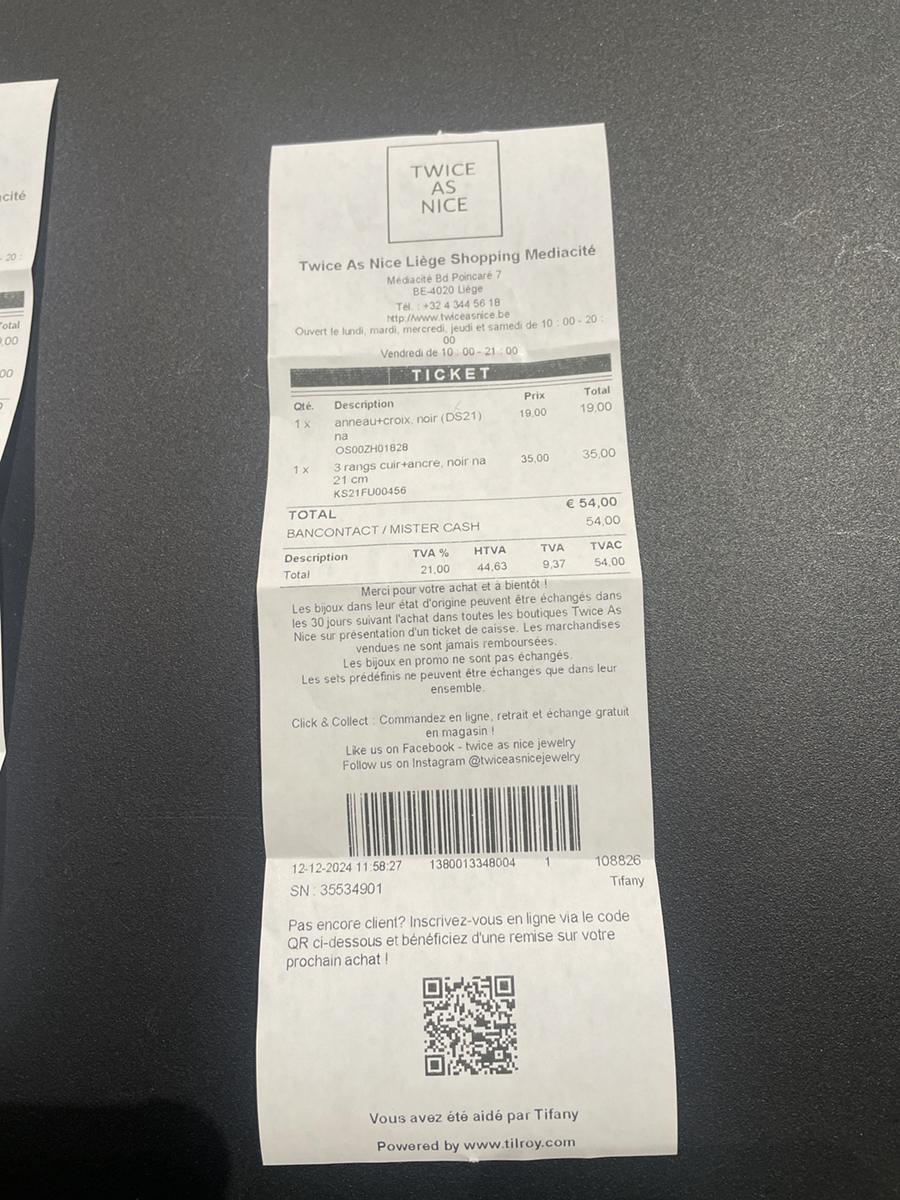 cité
- 20 :
Total
,00
00
TWICE
AS
NICE
Twice As Nice Liège Shopping Mediacité
Médiacité Bd Poincaré 7
BE-4020 Liège
Tél. : +32 4 344 56 18
http://www.twiceasnice.be
Ouvert le lundi, mardi, mercredi, jeudi et samedi de 10 : 00 - 20 :
00
Vendredi de 10 : 00 - 21 : 00
TICKET
Qté. Description Prix Total
1 x anneau+croix, noir (DS21) 19,00 19,00
na
OS00ZH01828
1 x 3 rangs cuir+ancre, noir na 35,00 35,00
21 cm
KS21FU00456
TOTAL € 54,00
BANCONTACT / MISTER CASH 54,00
Description TVA % HTVA TVA TVAC
Total 21,00 44,63 9,37 54,00
Merci pour votre achat et à bientôt !
Les bijoux dans leur état d'origine peuvent être échangés dans
les 30 jours suivant l'achat dans toutes les boutiques Twice As
Nice sur présentation d'un ticket de caisse. Les marchandises
vendues ne sont jamais remboursées.
Les bijoux en promo ne sont pas échangés.
Les sets prédéfinis ne peuvent être échangés que dans leur
ensemble.
Click & Collect : Commandez en ligne, retrait et échange gratuit
en magasin !
Like us on Facebook - twice as nice jewelry
Follow us on Instagram @twiceasnicejewelry
12-12-2024 11:58:27 1380013348004 1 108826
SN : 35534901 Tifany
Pas encore client? Inscrivez-vous en ligne via le code
QR ci-dessous et bénéficiez d'une remise sur votre
prochain achat !
Vous avez été aidé par Tifany
Powered by www.tilroy.com